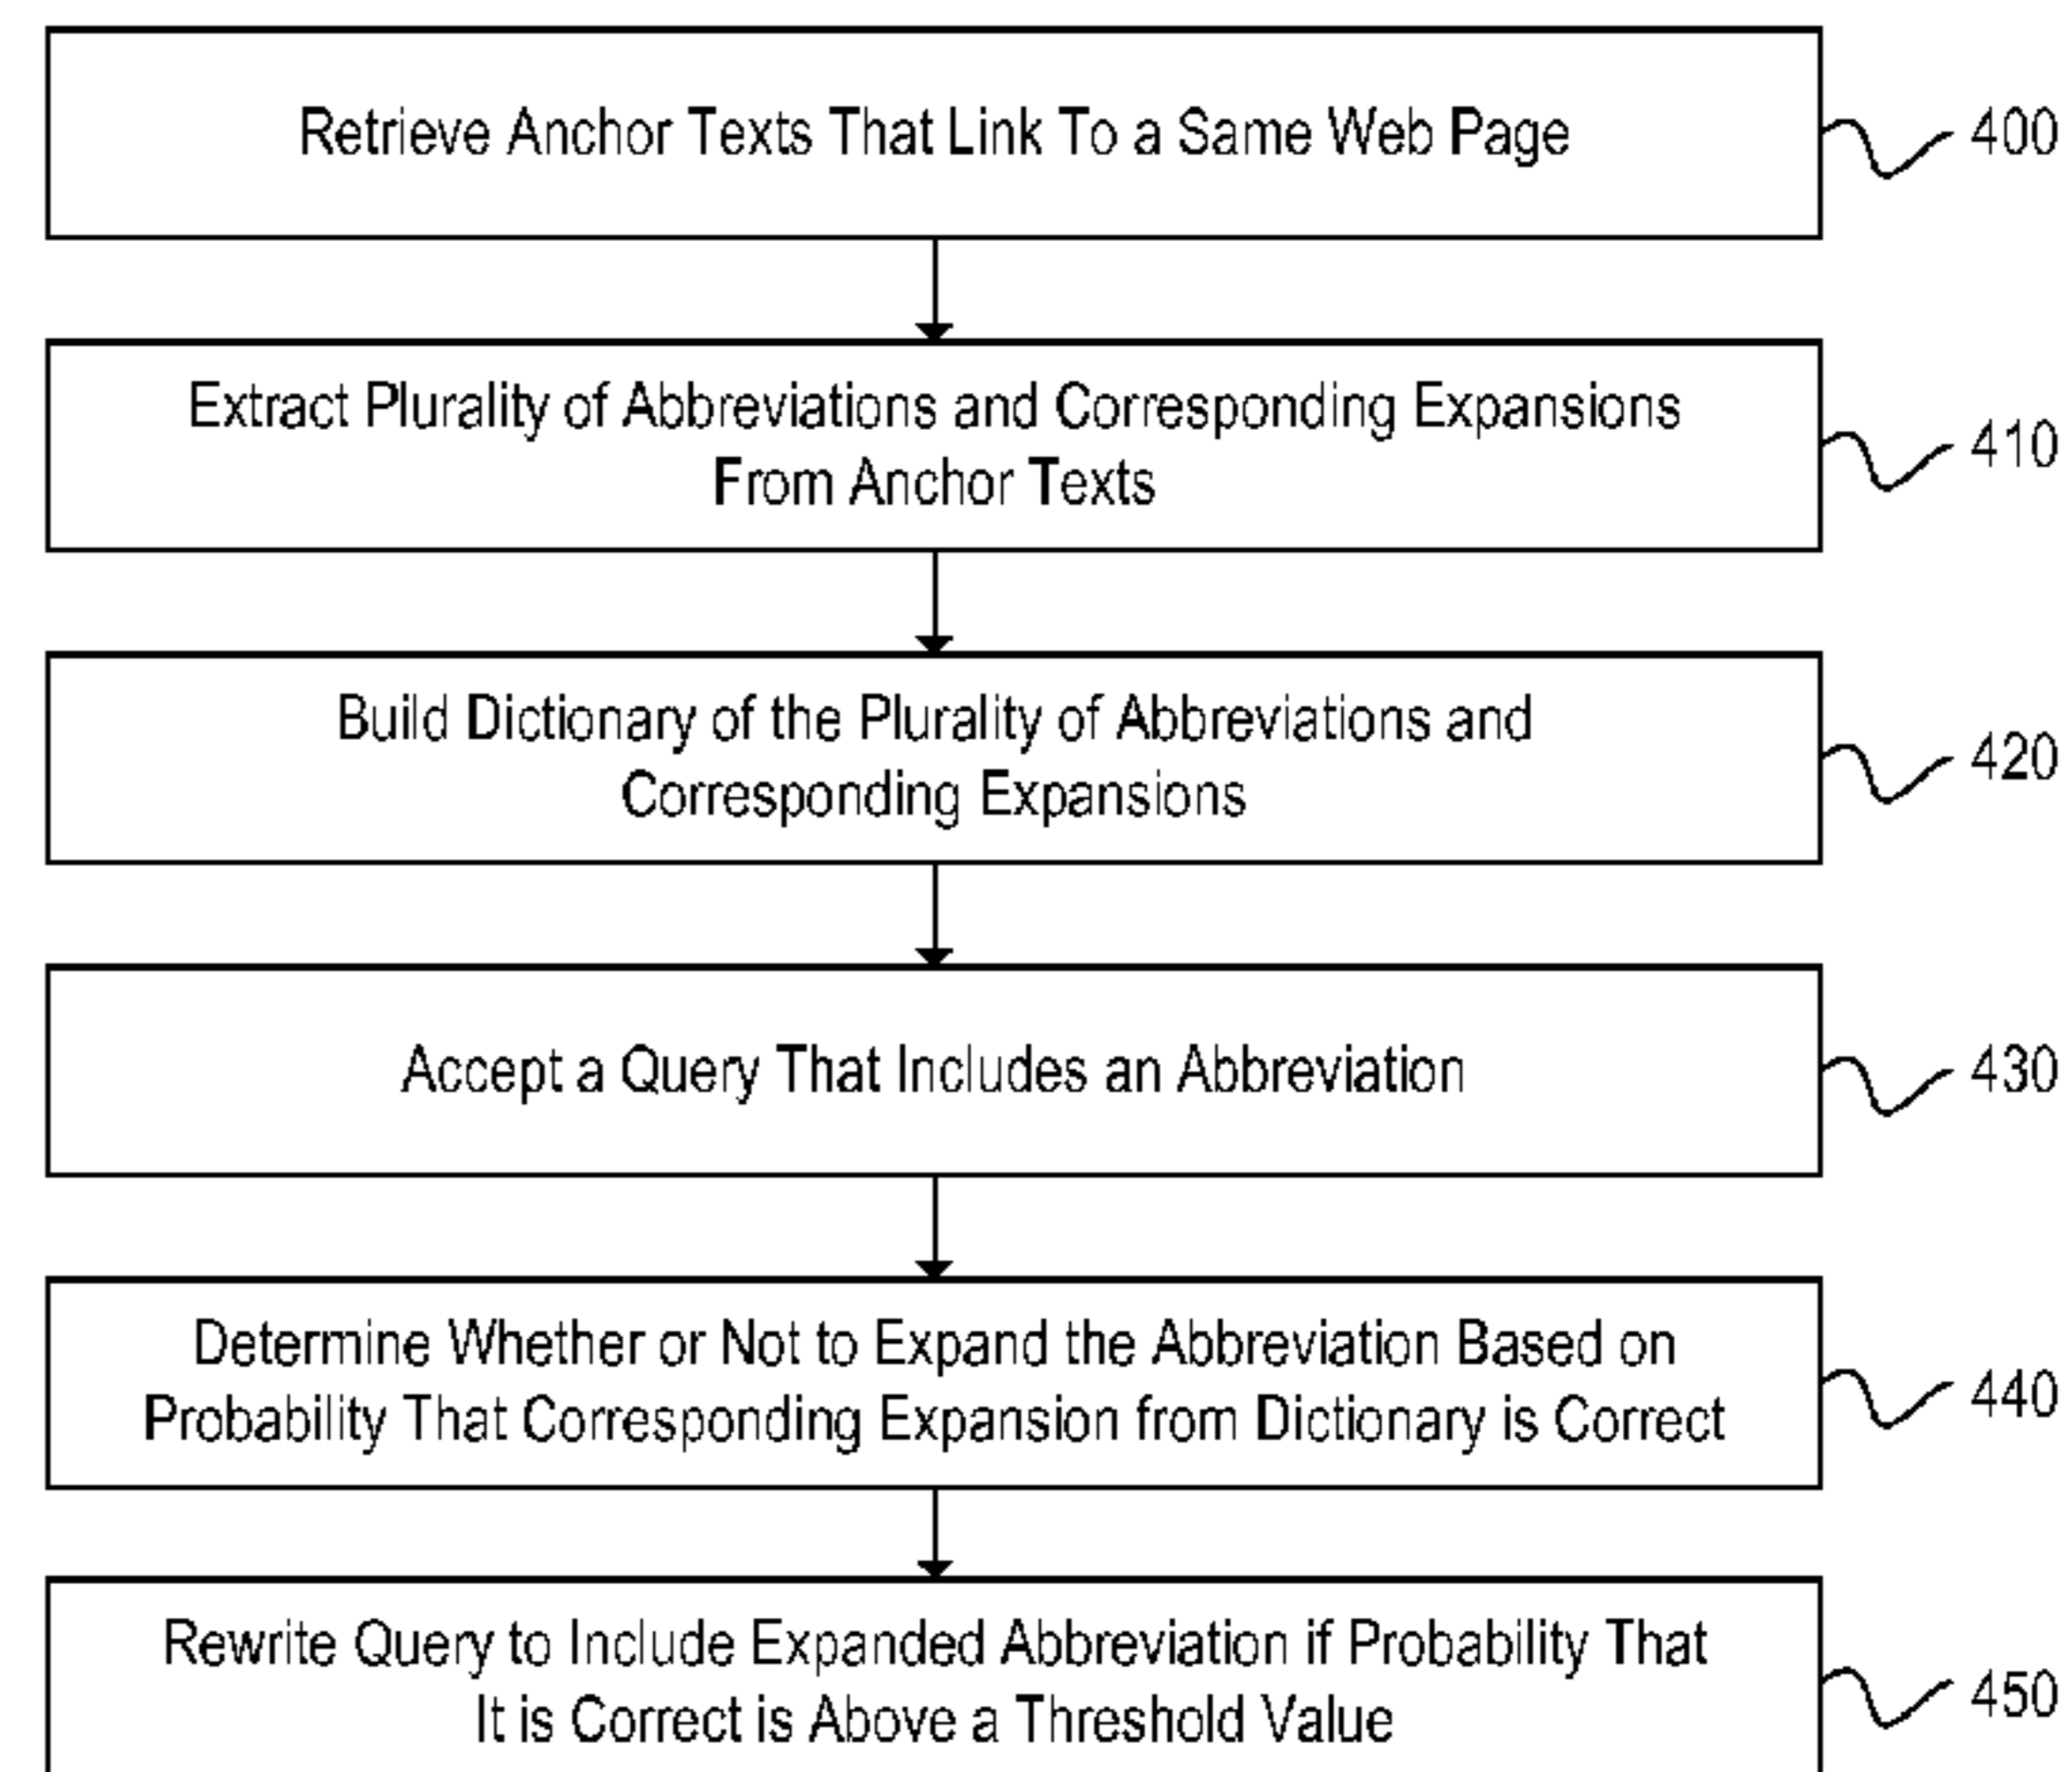 Retrieve Anchor Texts That Link To a Same Web Page
400
Extract Plurality of Abbreviations and Corresponding Expansions
From Anchor Texts
410
Build Dictionary of the Plurality of Abbreviations and
Corresponding Expansions
420
Accept a Query That Includes an Abbreviation
430
Determine Whether or Not to Expand the Abbreviation Based on
Probability That Corresponding Expansion from Dictionary is Correct
440
Rewrite Query to Include Expanded Abbreviation if Probability That
It is Correct is Above a Threshold Value
450